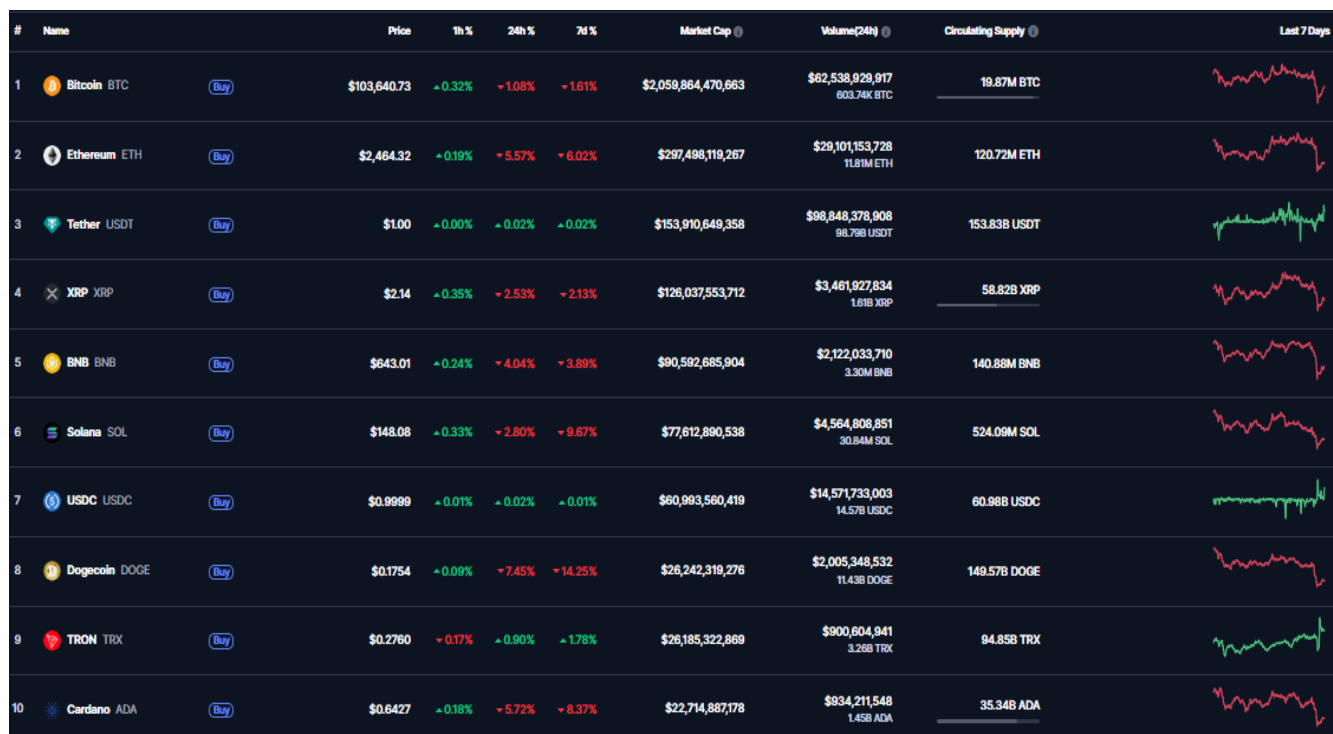 # Name Price 1h % 24h % 7d % Market Cap Volume(24h) Circulating Supply Last 7 Days
1 Bitcoin BTC Buy $103,640.73 0.32% 1.08% 1.61% $2,059,864,470,663 $62,538,929,917 19.87M BTC
603.74K BTC
2 Ethereum ETH Buy $2,464.32 0.19% 5.57% 6.02% $297,498,119,267 $29,101,153,728 120.72M ETH
11.81M ETH
3 Tether USDT Buy $1.00 0.00% 0.02% 0.02% $153,910,649,358 $98,848,378,908 153.83B USDT
98.79B USDT
4 XRP XRP Buy $2.14 0.35% 2.53% 2.13% $126,037,553,712 $3,461,927,834 58.82B XRP
1.61B XRP
5 BNB BNB Buy $643.01 0.24% 4.04% 3.89% $90,592,685,904 $2,122,033,710 140.88M BNB
3.30M BNB
6 Solana SOL Buy $148.08 0.33% 2.80% 9.67% $77,612,890,538 $4,564,808,851 524.09M SOL
30.84M SOL
7 USDC USDC Buy $0.9999 0.01% 0.02% 0.01% $60,993,560,419 $14,571,733,003 60.98B USDC
14.57B USDC
8 Dogecoin DOGE Buy $0.1754 0.09% 7.45% 14.25% $26,242,319,276 $2,005,348,532 149.57B DOGE
11.43B DOGE
9 TRON TRX Buy $0.2760 0.17% 0.90% 1.78% $26,185,322,869 $900,604,941 94.85B TRX
3.26B TRX
10 Cardano ADA Buy $0.6427 0.18% 5.72% 8.37% $22,714,887,178 $934,211,548 35.34B ADA
1.45B ADA